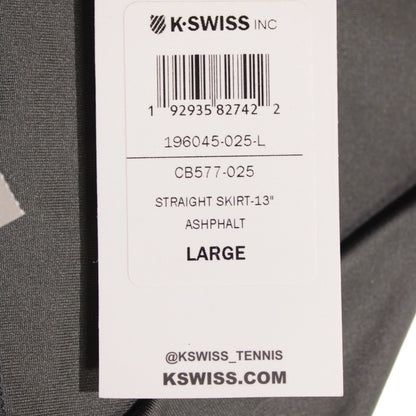 K·SWISS INC
1 92935 82742 2
196045-025-L
CB577-025
STRAIGHT SKIRT-13"
ASHPHALT
LARGE
@KSWISS_TENNIS
KSWISS.COM